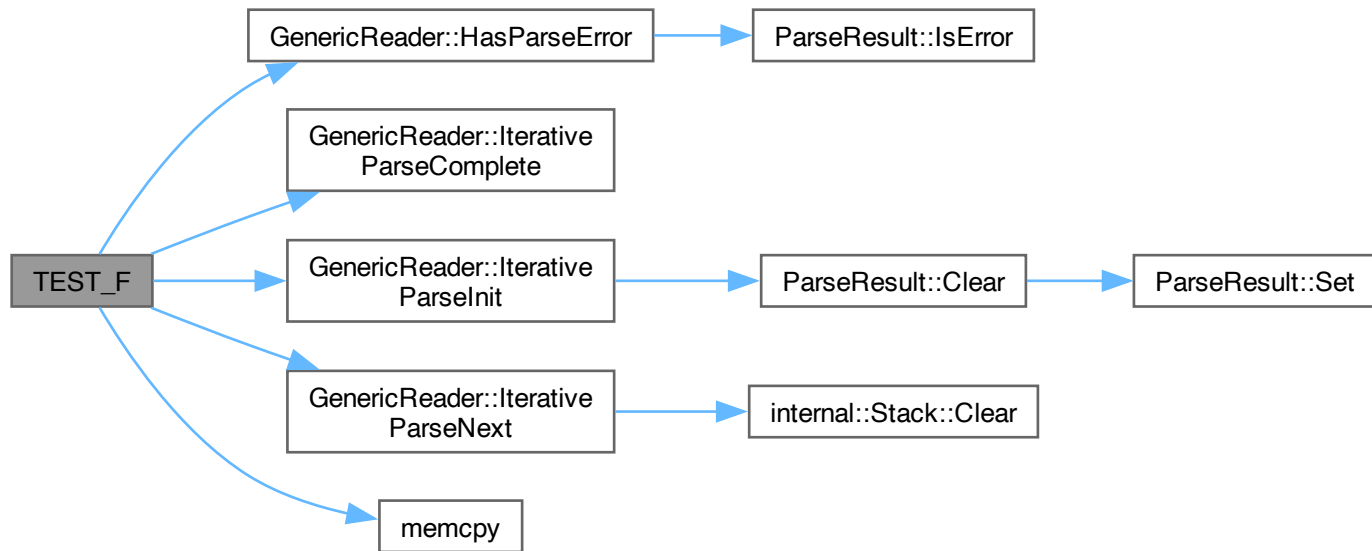 GenericReader::HasParseError
ParseResult::IsError
GenericReader::Iterative
ParseComplete
TEST_F
GenericReader::Iterative
ParseInit
ParseResult::Clear
ParseResult::Set
GenericReader::Iterative
ParseNext
internal::Stack::Clear
memcpy